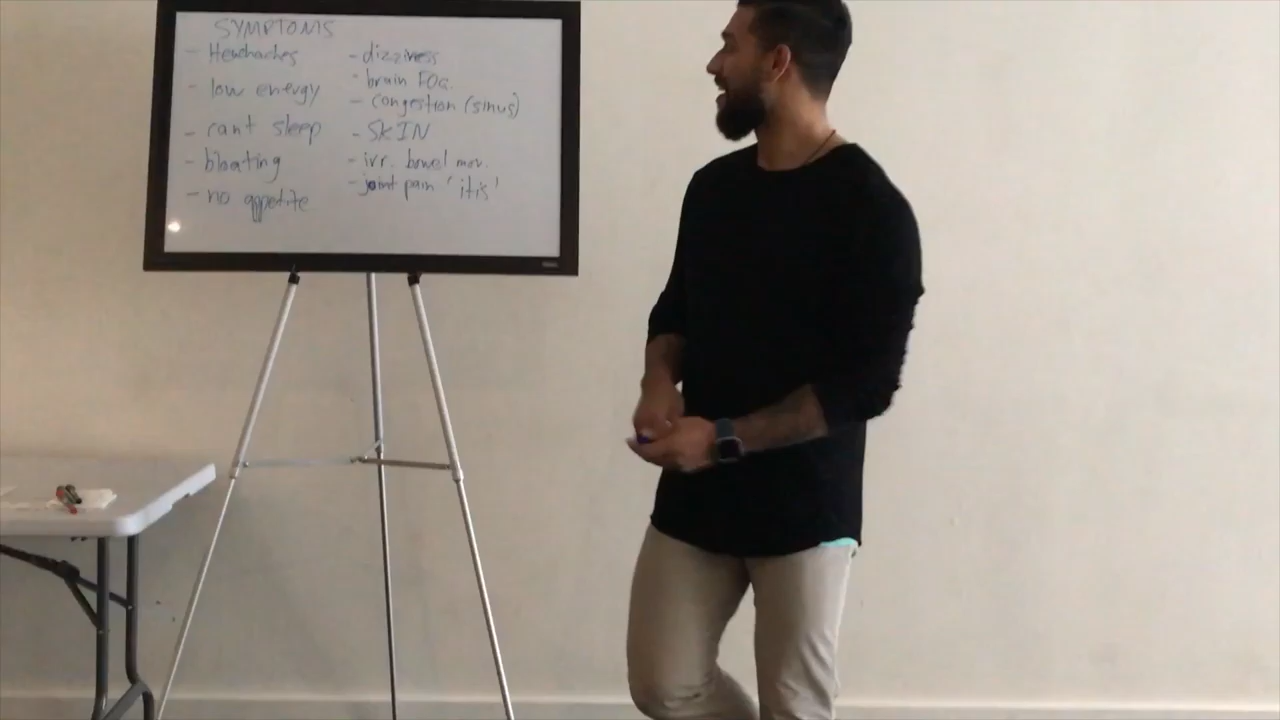 SYMPTOMS
- Headaches
- low energy
- cant sleep
- bloating
- no appetite
- dizziness
- brain FOG.
- congestion (sinus)
- SKIN
- irr. bowel mov.
- joint pain 'itis'